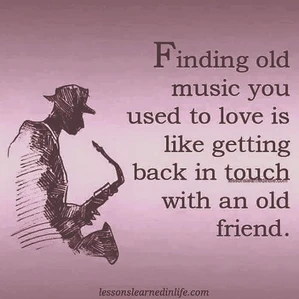 Finding old
music you
used to love is
like getting
back in touch
with an old
friend.
lessonslearnedinlife.com